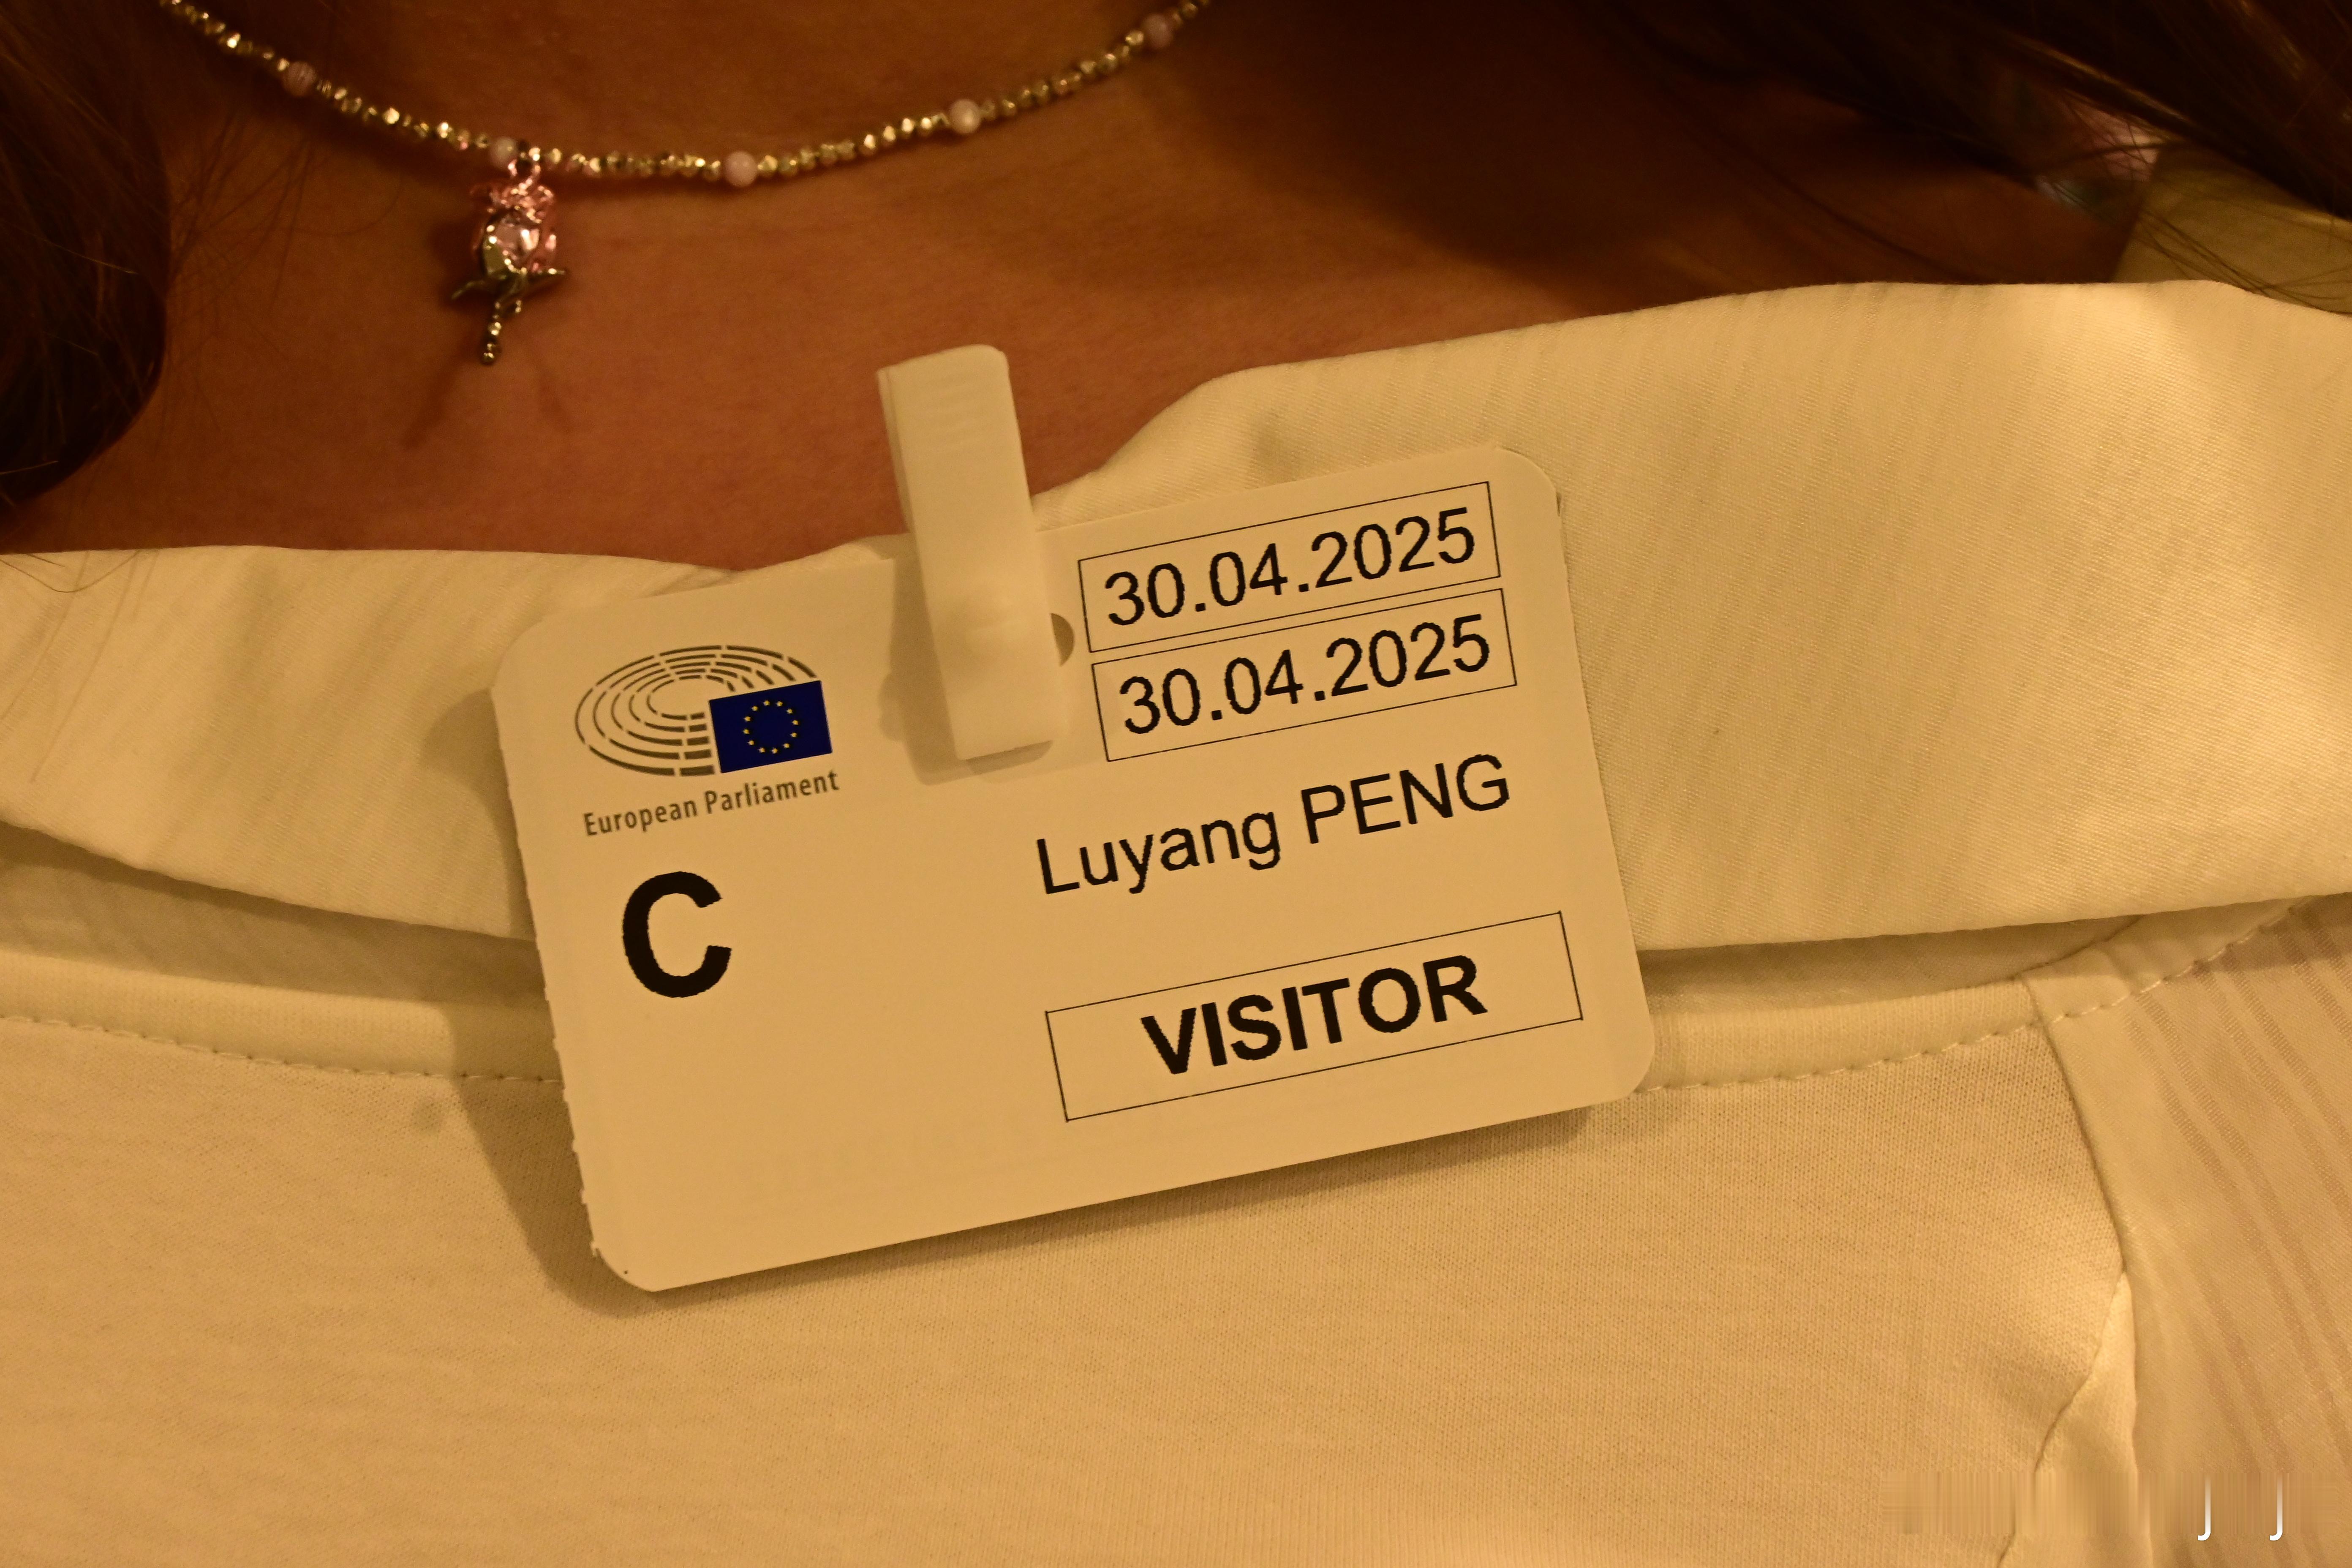 30.04.2025
30.04.2025
European Parliament
Luyang PENG
C
VISITOR